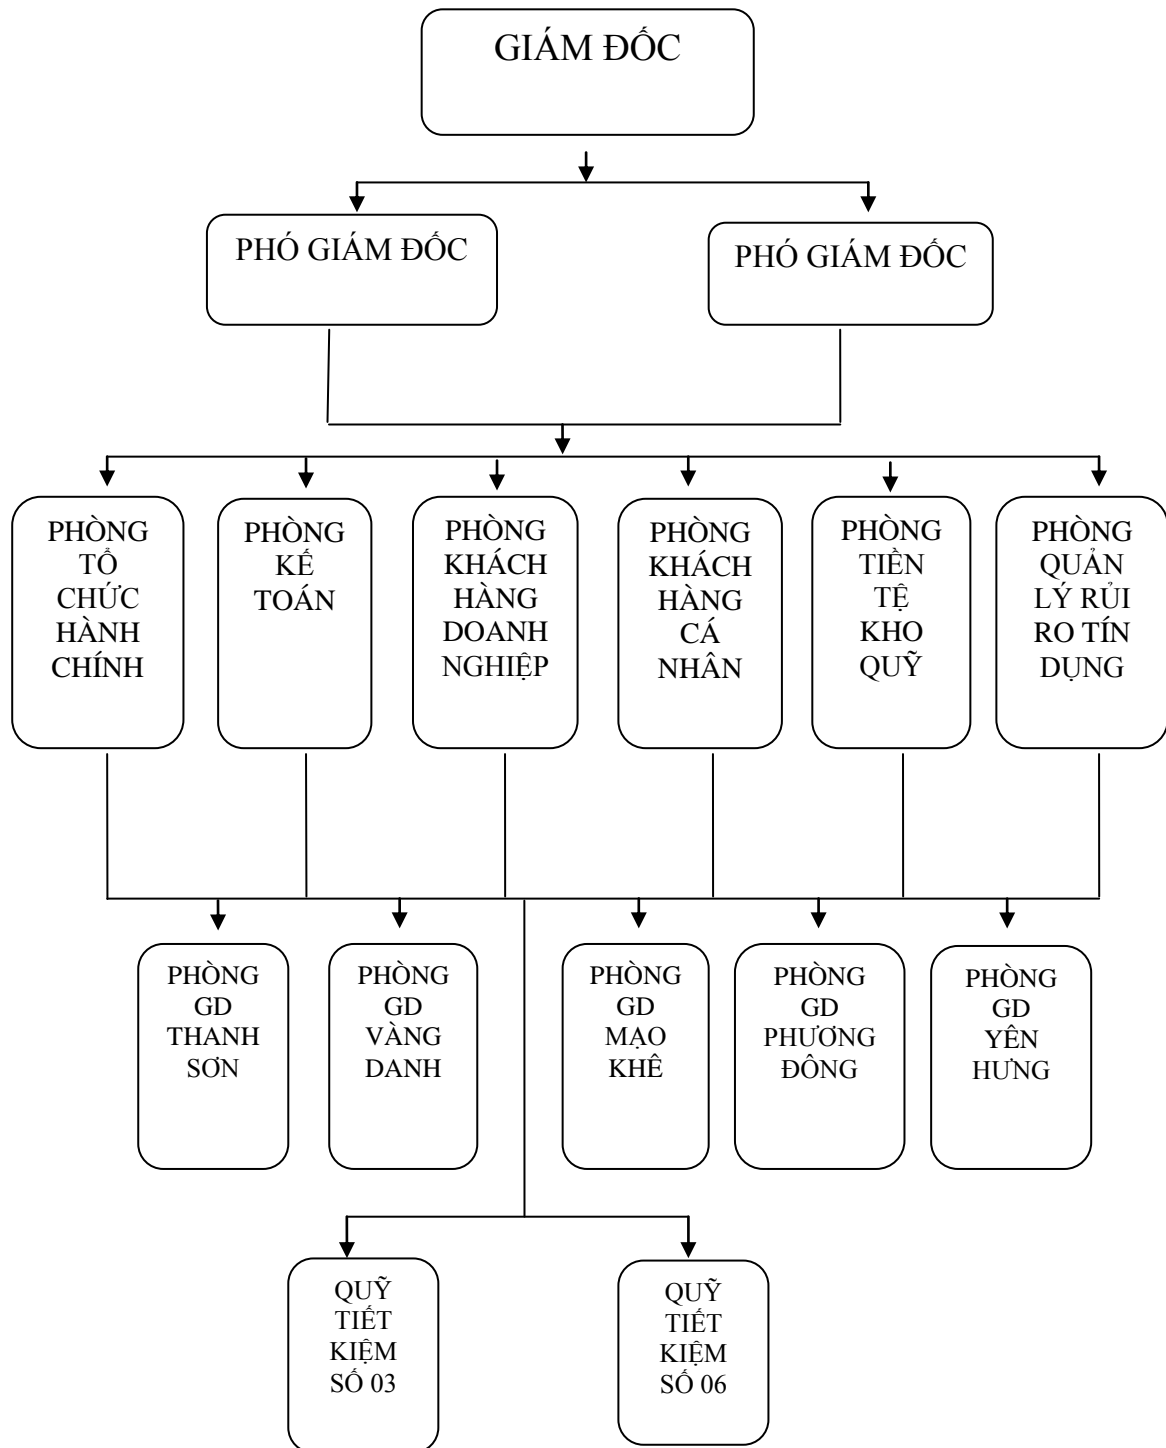 GIÁM ĐỐC
PHÓ GIÁM ĐỐC
PHÓ GIÁM ĐỐC
PHÒNG
TỔ
CHỨC
HÀNH
CHÍNH
PHÒNG
KẾ
TOÁN
PHÒNG
KHÁCH
HÀNG
DOANH
NGHIỆP
PHÒNG
KHÁCH
HÀNG
CÁ
NHÂN
PHÒNG
TIỀN
TỆ
KHO
QUỸ
PHÒNG
QUẢN
LÝ RỦI
RO TÍN
DỤNG
PHÒNG
GD
THANH
SƠN
PHÒNG
GD
VÀNG
DANH
PHÒNG
GD
MẠO
KHÊ
PHÒNG
GD
PHƯƠNG
ĐÔNG
PHÒNG
GD
YÊN
HƯNG
QUỸ
TIẾT
KIỆM
SỐ 03
QUỸ
TIẾT
KIỆM
SỐ 06